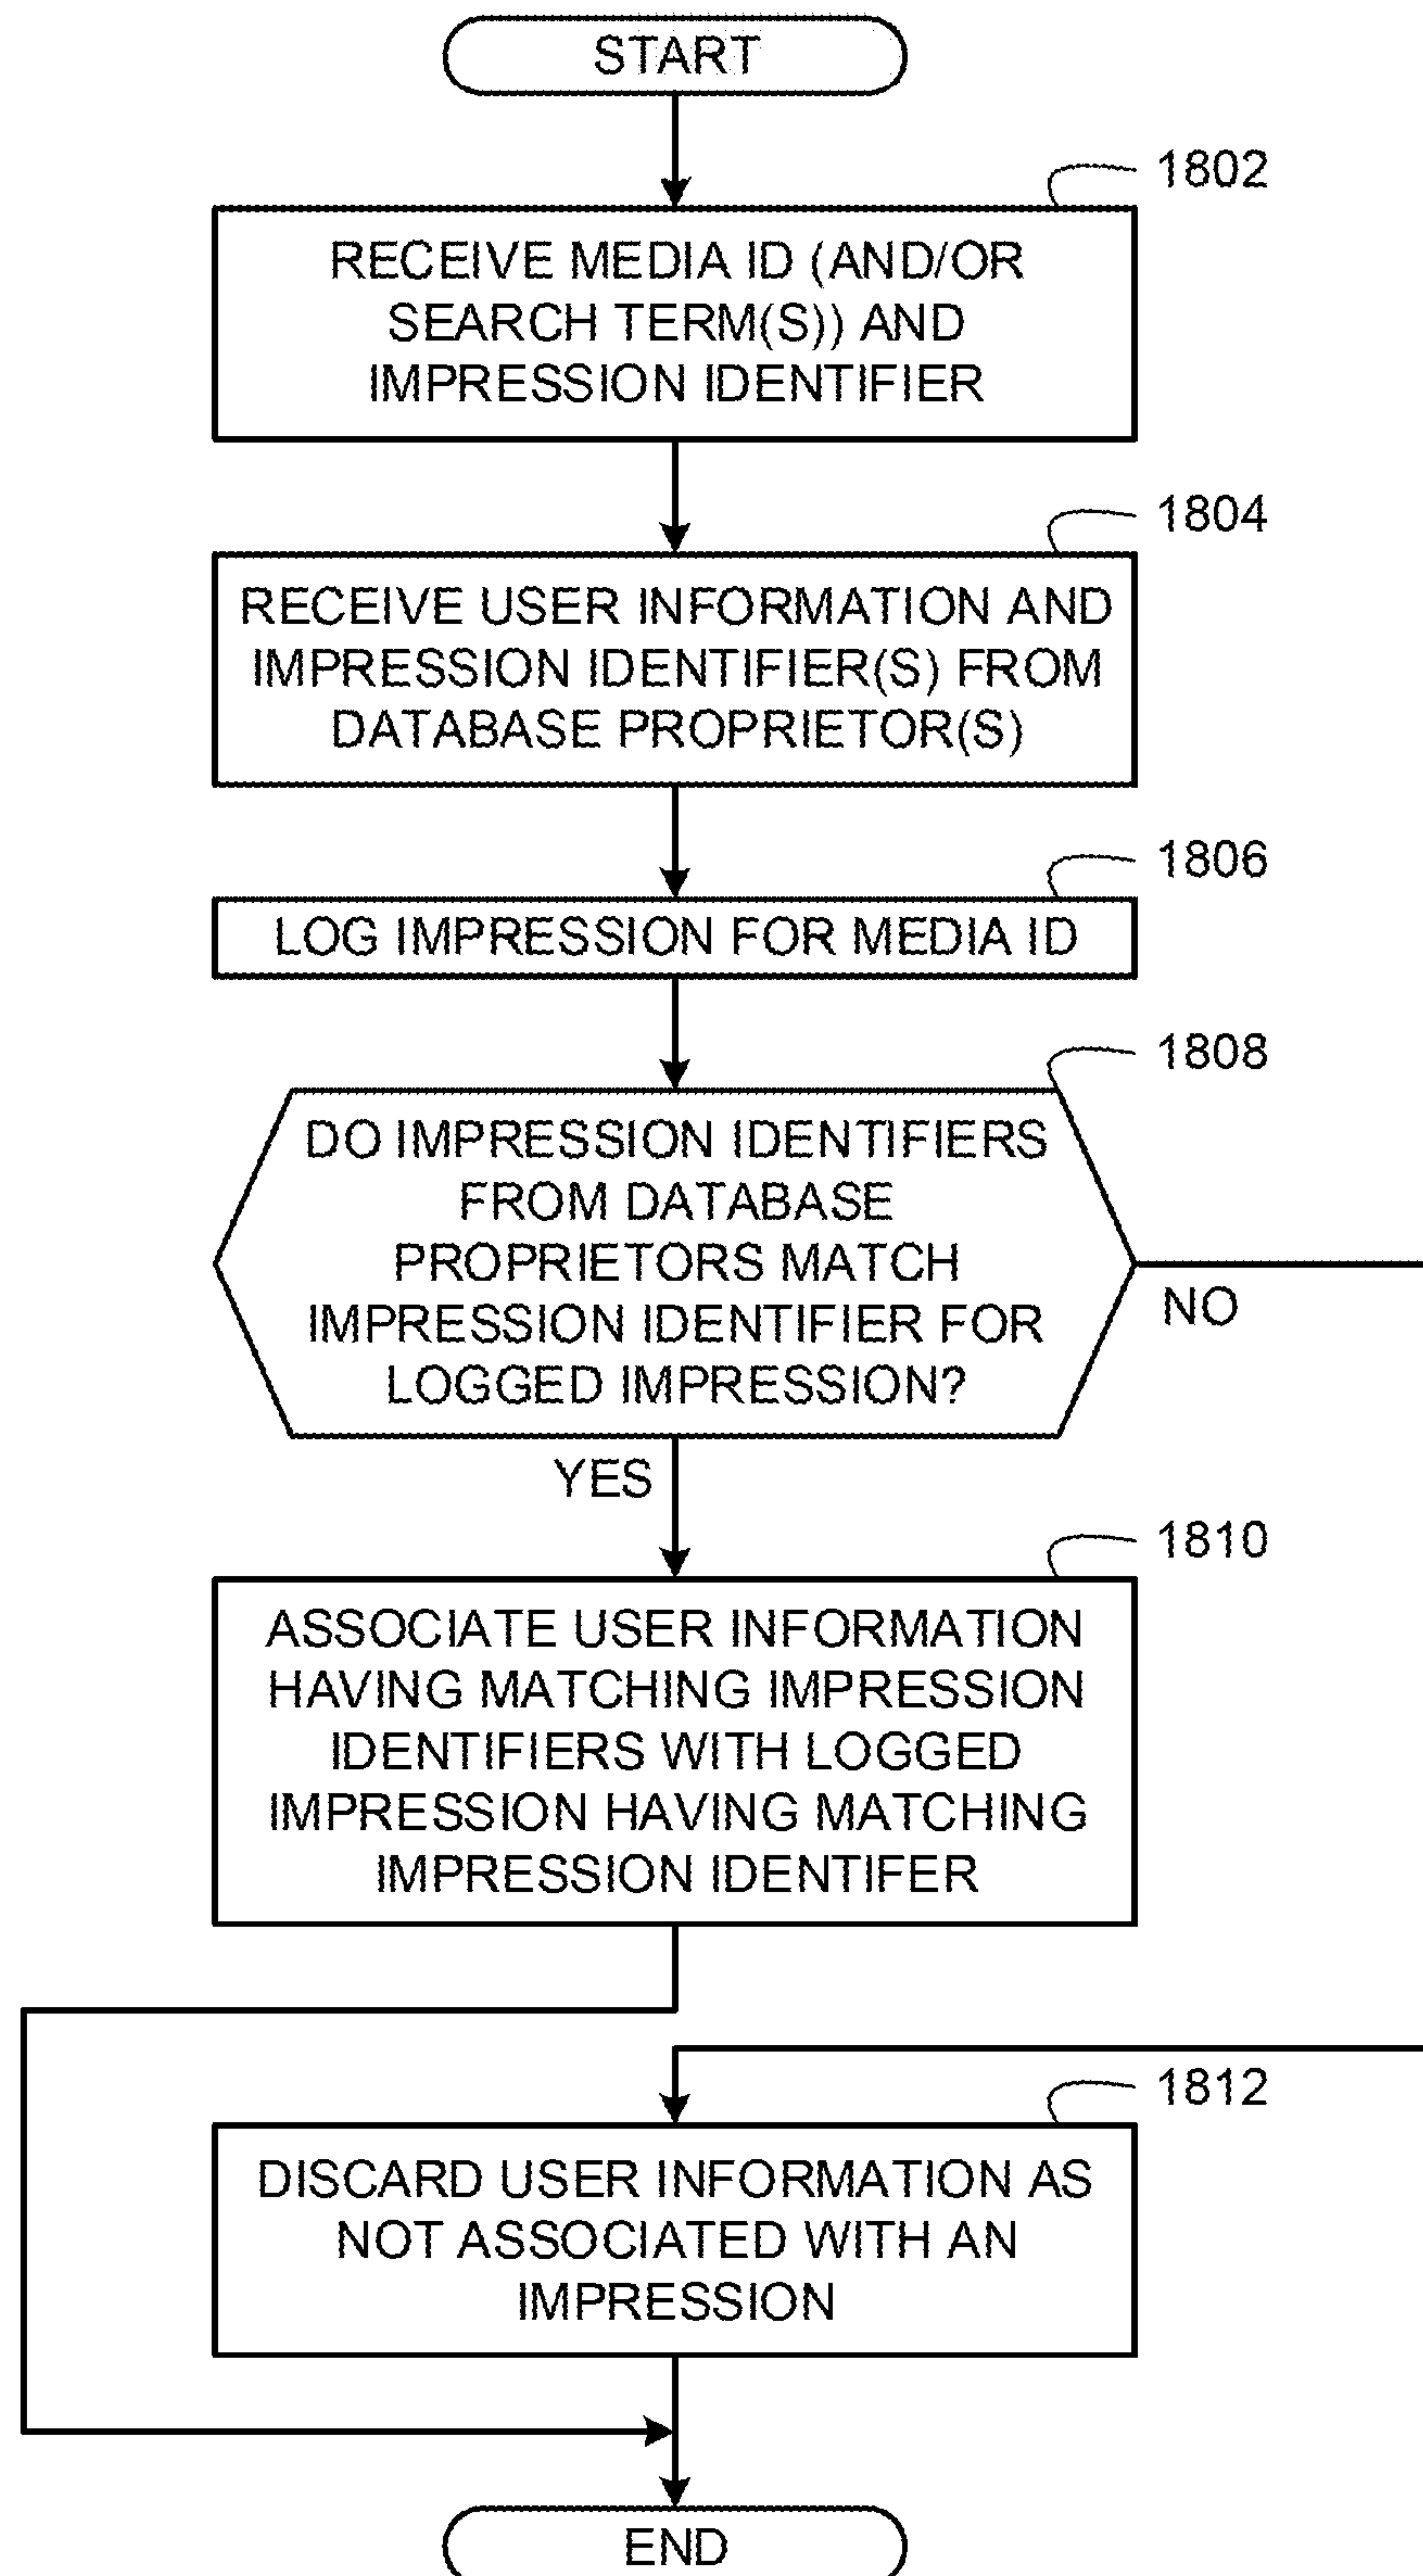 START
1802
RECEIVE MEDIA ID (AND/OR
SEARCH TERM(S)) AND
IMPRESSION IDENTIFIER
1804
RECEIVE USER INFORMATION AND
IMPRESSION IDENTIFIER(S) FROM
DATABASE PROPRIETOR(S)
1806
LOG IMPRESSION FOR MEDIA ID
1808
DO IMPRESSION IDENTIFIERS
FROM DATABASE
PROPRIETORS MATCH
IMPRESSION IDENTIFIER FOR
LOGGED IMPRESSION?
NO
YES
1810
ASSOCIATE USER INFORMATION
HAVING MATCHING IMPRESSION
IDENTIFIERS WITH LOGGED
IMPRESSION HAVING MATCHING
IMPRESSION IDENTIFER
1812
DISCARD USER INFORMATION AS
NOT ASSOCIATED WITH AN
IMPRESSION
END